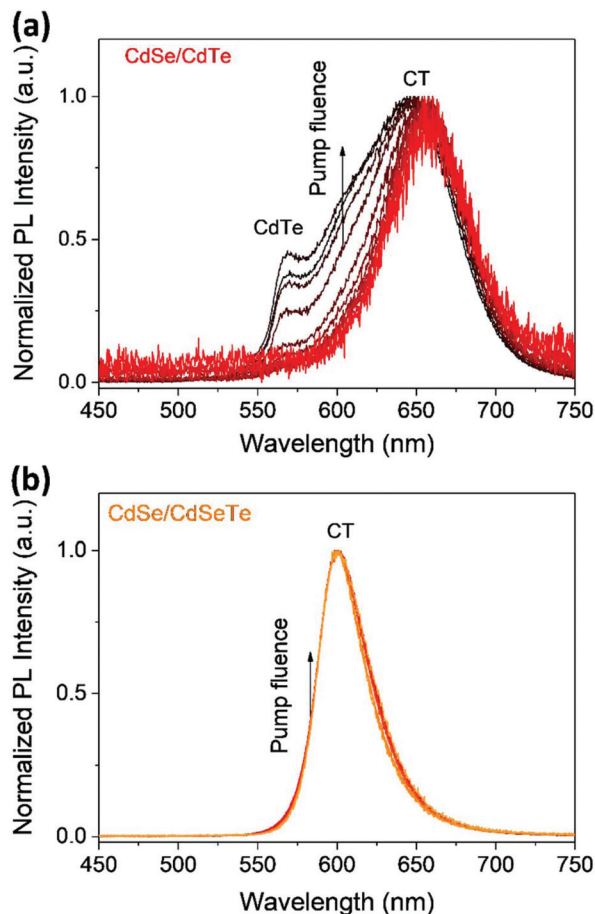 (a)
CdSe/CdTe
CT
Pump fluence
CdTe
Normalized PL Intensity (a.u.)
1.0
0.5
0.0
450 500 550 600 650 700 750
Wavelength (nm)
(b)
CdSe/CdSeTe
CT
Pump fluence
Normalized PL Intensity (a.u.)
1.0
0.5
0.0
450 500 550 600 650 700 750
Wavelength (nm)